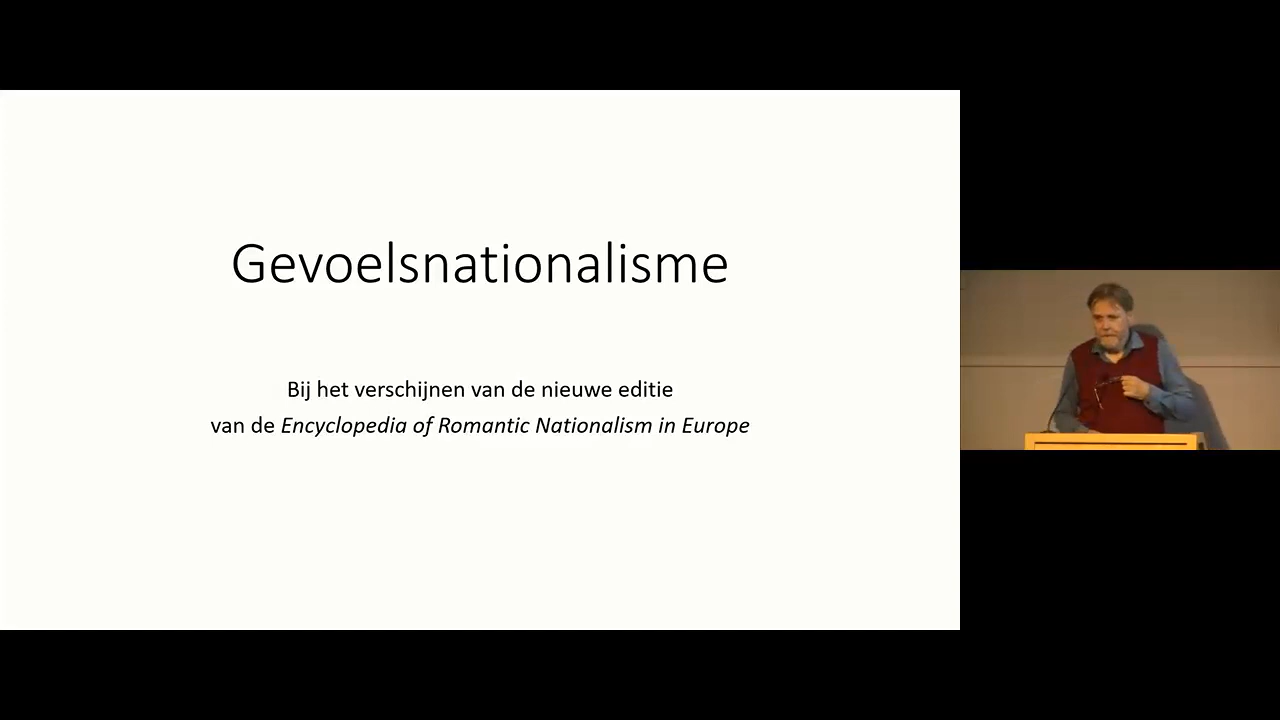 Gevoelsnationalisme
Bij het verschijnen van de nieuwe editie
van de Encyclopedia of Romantic Nationalism in Europe